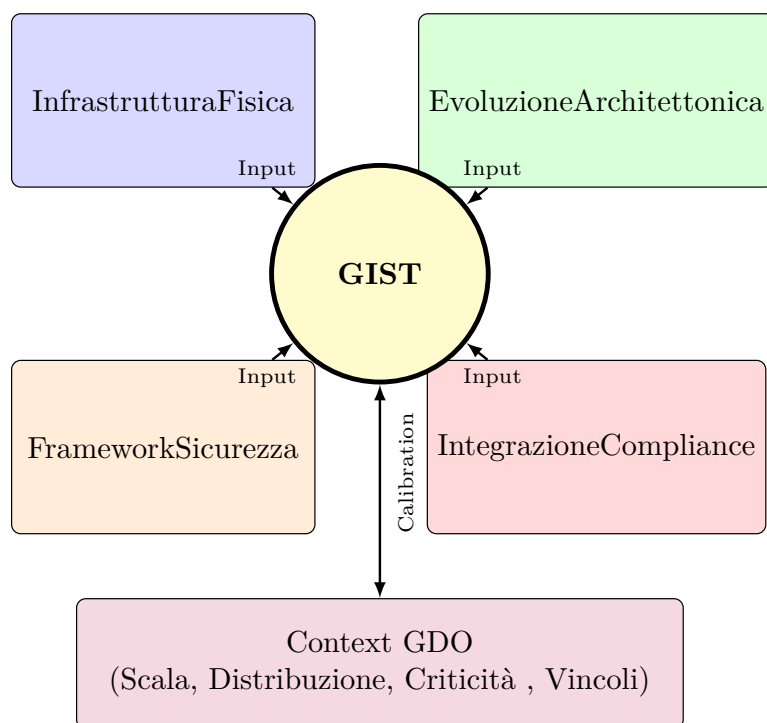 InfrastrutturaFisica
EvoluzioneArchitettonica
Input
Input
GIST
Input
Input
FrameworkSicurezza
IntegrazioneCompliance
Calibration
Context GDO
(Scala, Distribuzione, Criticità , Vincoli)